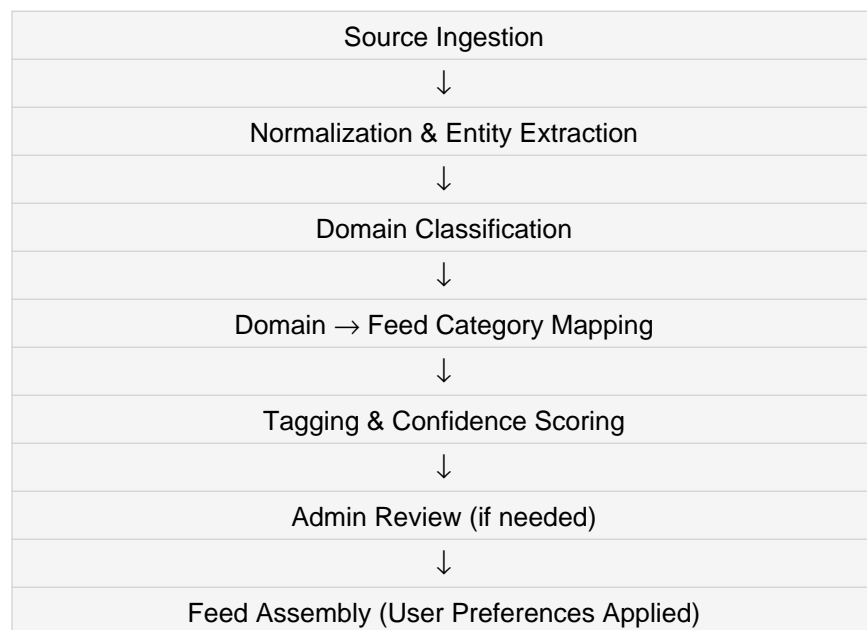 Source Ingestion
↓
Normalization & Entity Extraction
↓
Domain Classification
↓
Domain → Feed Category Mapping
↓
Tagging & Confidence Scoring
↓
Admin Review (if needed)
↓
Feed Assembly (User Preferences Applied)